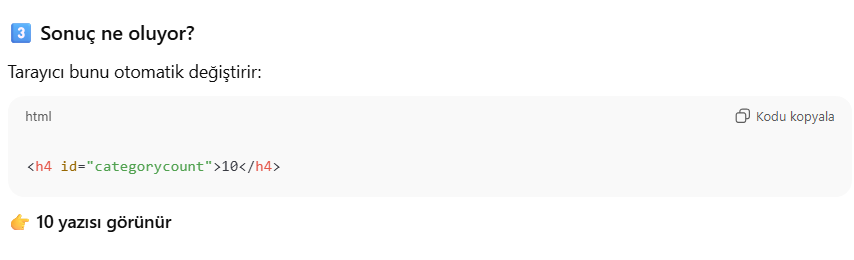 3 Sonuç ne oluyor?
Tarayıcı bunu otomatik değiştirir:
html Kodu kopyala
<h4 id="categorycount">10</h4>
👉 10 yazısı görünür